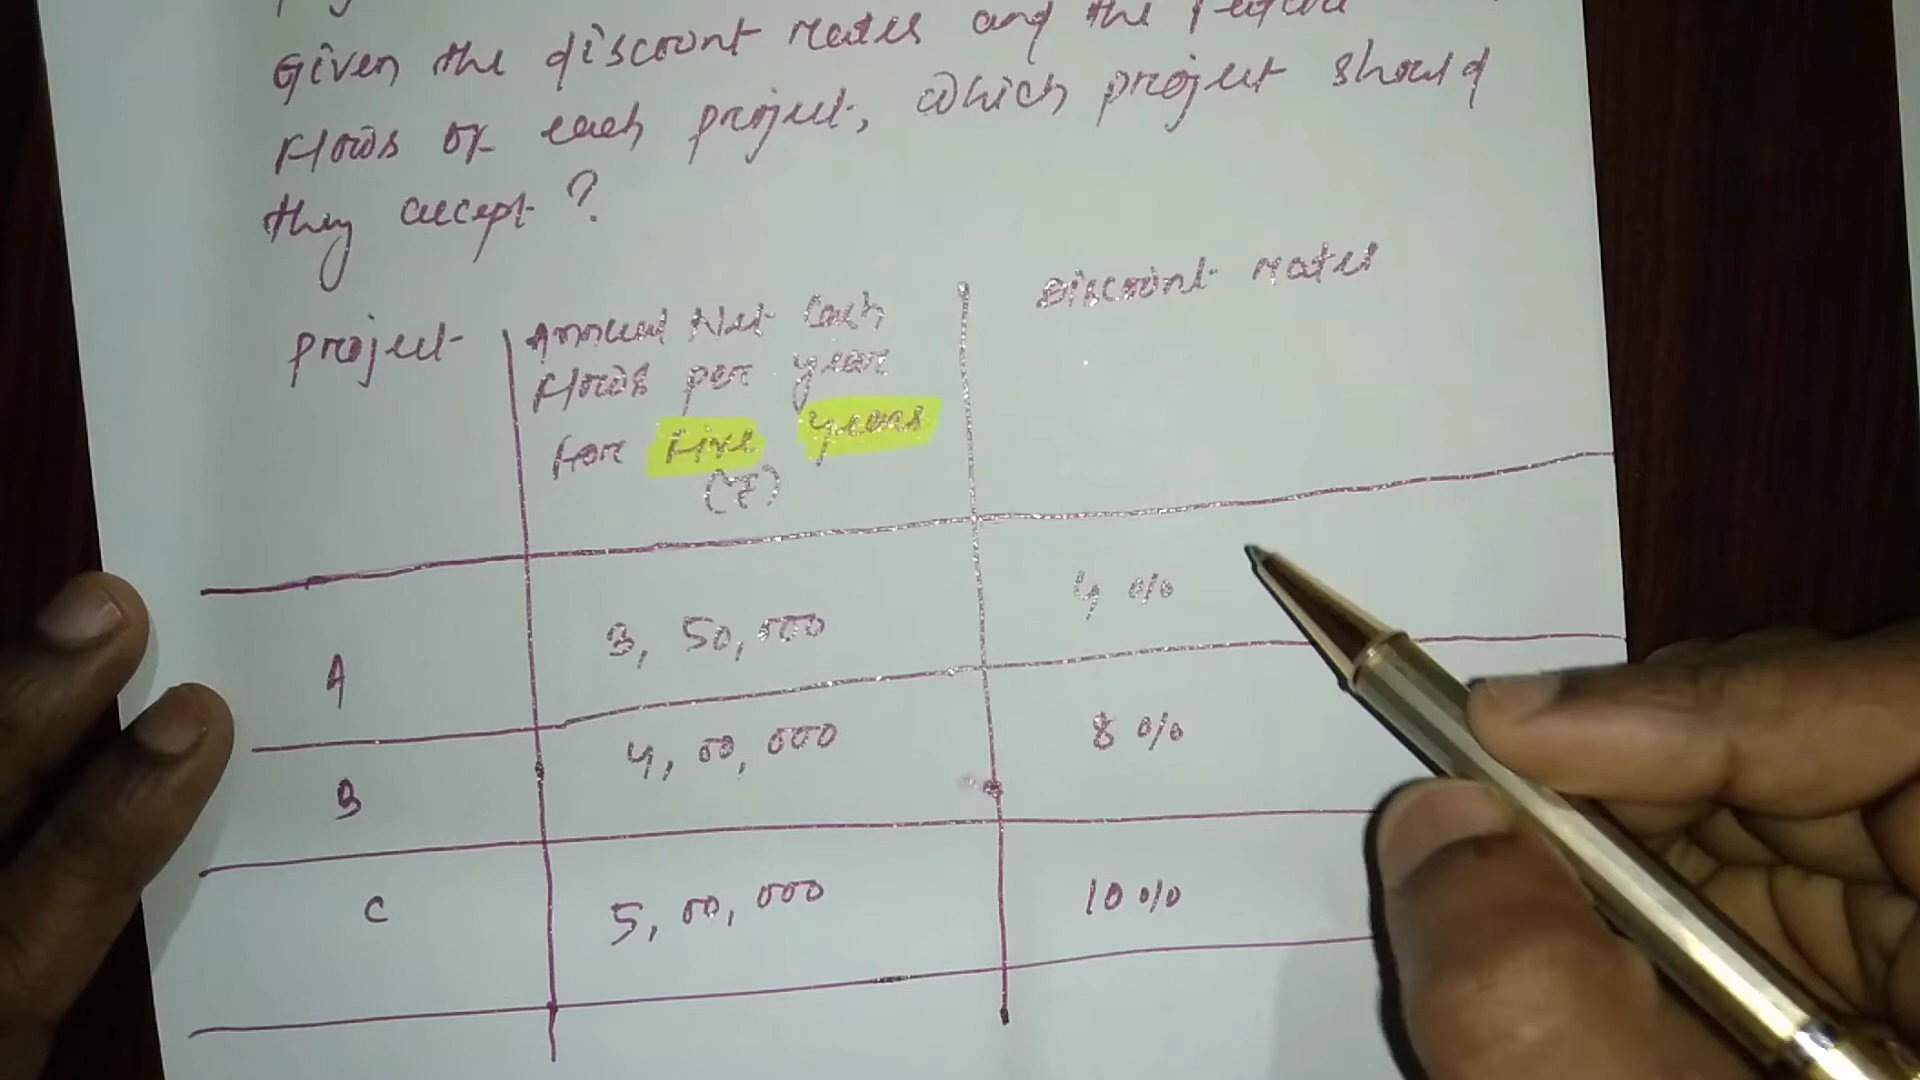 Given the discount rates and the future
flows of each project, which project should
they accept?
project
Annual Net Cash
flows per year
for five years
(₹)
Discount rates
A
3, 50, 000
4 %
B
4, 00, 000
8 %
C
5, 00, 000
10 %